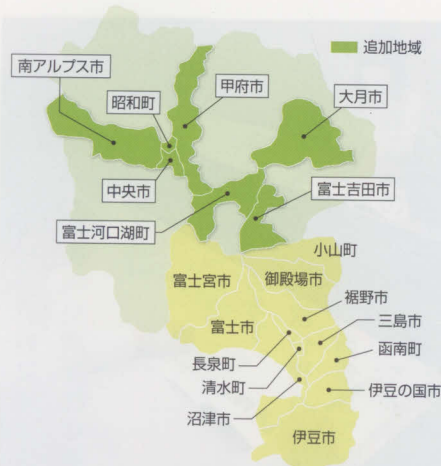 追加地域
南アルプス市
甲府市
昭和町
大月市
中央市
富士吉田市
富士河口湖町
小山町
富士宮市
御殿場市
裾野市
富士市
三島市
長泉町
函南町
清水町
伊豆の国市
沼津市
伊豆市